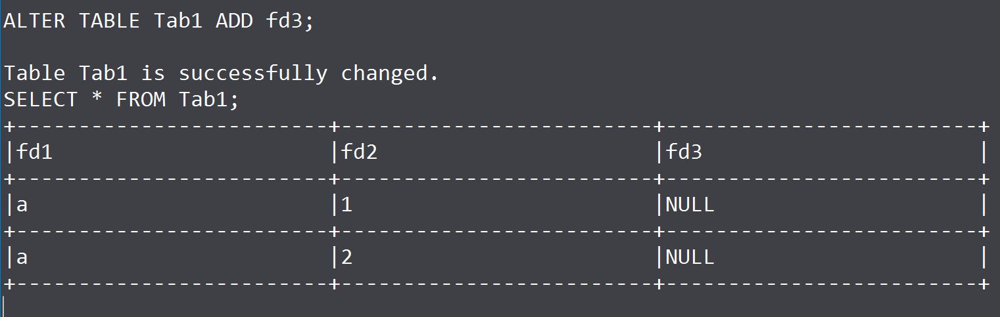 ALTER TABLE Tab1 ADD fd3;
Table Tab1 is successfully changed.
SELECT * FROM Tab1;
+-------------------------+-------------------------+-------------------------+
|fd1                      |fd2                      |fd3                      |
+-------------------------+-------------------------+-------------------------+
|a                        |1                        |NULL                     |
+-------------------------+-------------------------+-------------------------+
|a                        |2                        |NULL                     |
+-------------------------+-------------------------+-------------------------+